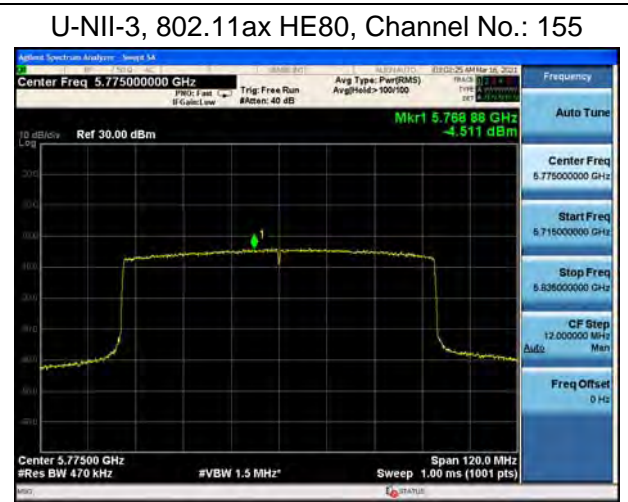 U-NII-3, 802.11ax HE80, Channel No.: 155
Agilent Spectrum Analyzer - Swept SA
Center Freq 5.775000000 GHz
PNO: Fast
IFGain:Low
Trig: Free Run
#Atten: 40 dB
Avg Type: Pwr(RMS)
Avg|Hold:> 100/100
TRACE
TYPE
DET
Frequency
Mkr1 5.768 88 GHz
-4.511 dBm
10 dB/div Ref 30.00 dBm
Log
1
Auto Tune
Center Freq
5.775000000 GHz
Start Freq
5.715000000 GHz
Stop Freq
5.835000000 GHz
CF Step
12.000000 MHz
Auto Man
Freq Offset
0 Hz
Center 5.77500 GHz
Span 120.0 MHz
#Res BW 470 kHz
#VBW 1.5 MHz*
Sweep 1.00 ms (1001 pts)
MSG
STATUS